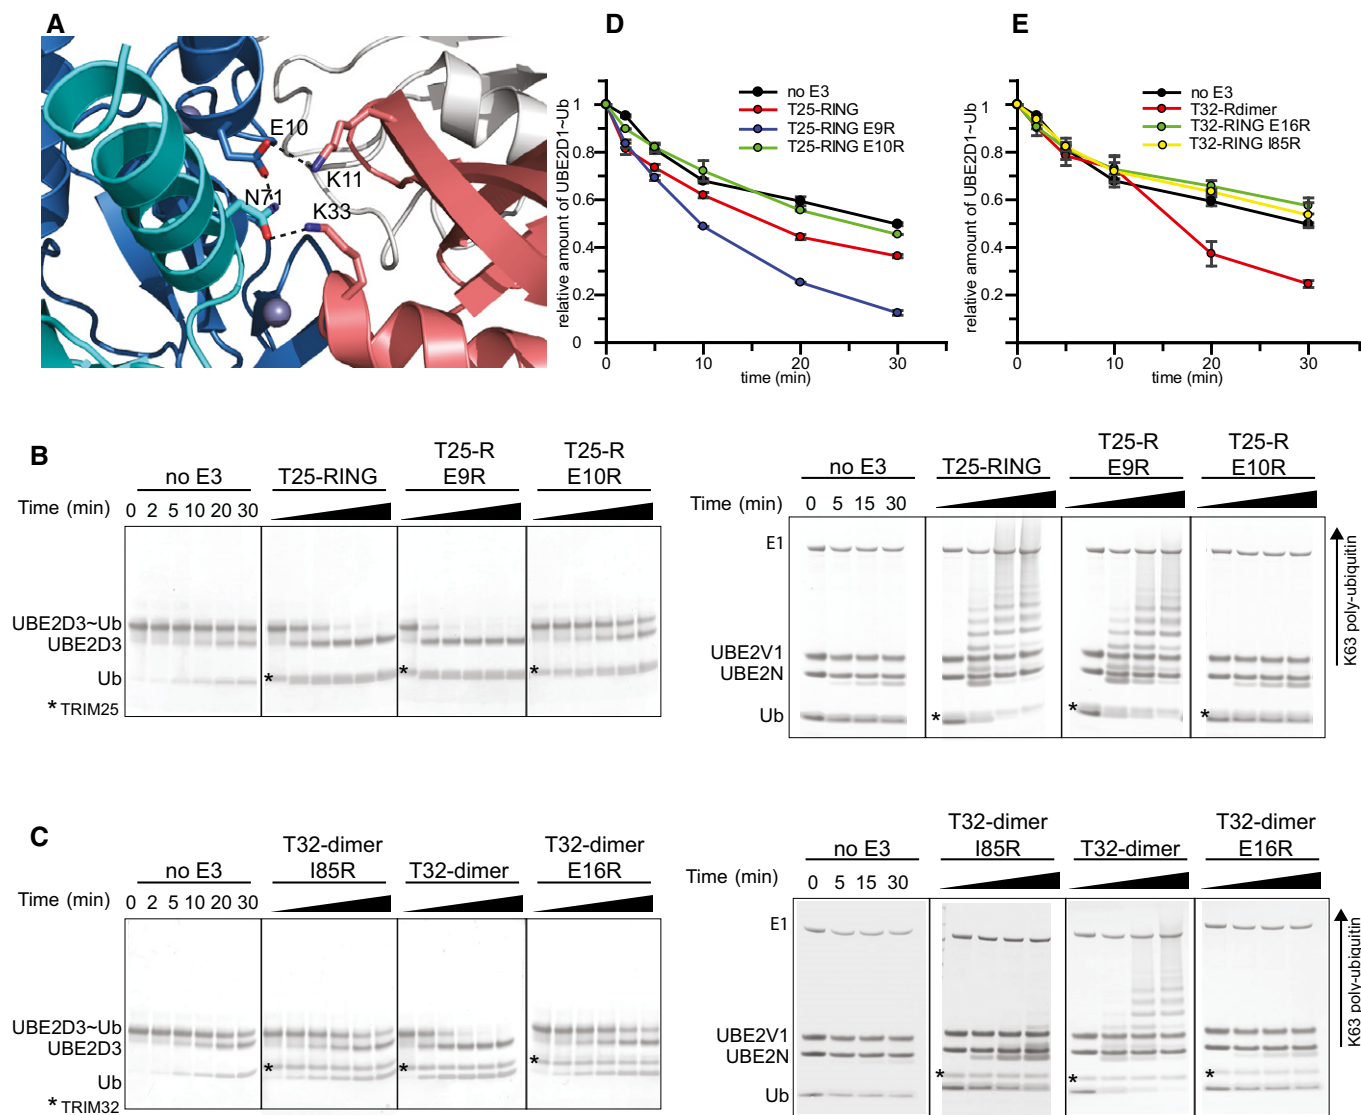 A
E10
N71
K11
K33
D
relative amount of UBE2D1~Ub
1
0.8
0.6
0.4
0.2
0
0
10
20
30
time (min)
no E3
T25-RING
T25-RING E9R
T25-RING E10R
E
relative amount of UBE2D1~Ub
1
0.8
0.6
0.4
0.2
0
10
20
30
time (min)
no E3
T32-Rdimer
T32-RING E16R
T32-RING I85R
B
no E3
T25-RING
T25-R
E9R
T25-R
E10R
Time (min)
0 2 5 10 20 30
UBE2D3~Ub
UBE2D3
Ub
* TRIM25
*
*
*
no E3
T25-RING
T25-R
E9R
T25-R
E10R
Time (min)
0 5 15 30
E1
UBE2V1
UBE2N
Ub
*
*
*
K63 poly-ubiquitin
C
no E3
T32-dimer
I85R
T32-dimer
T32-dimer
E16R
Time (min)
0 2 5 10 20 30
UBE2D3~Ub
UBE2D3
Ub
* TRIM32
*
*
*
no E3
T32-dimer
I85R
T32-dimer
T32-dimer
E16R
Time (min)
0 5 15 30
E1
UBE2V1
UBE2N
Ub
*
*
*
K63 poly-ubiquitin